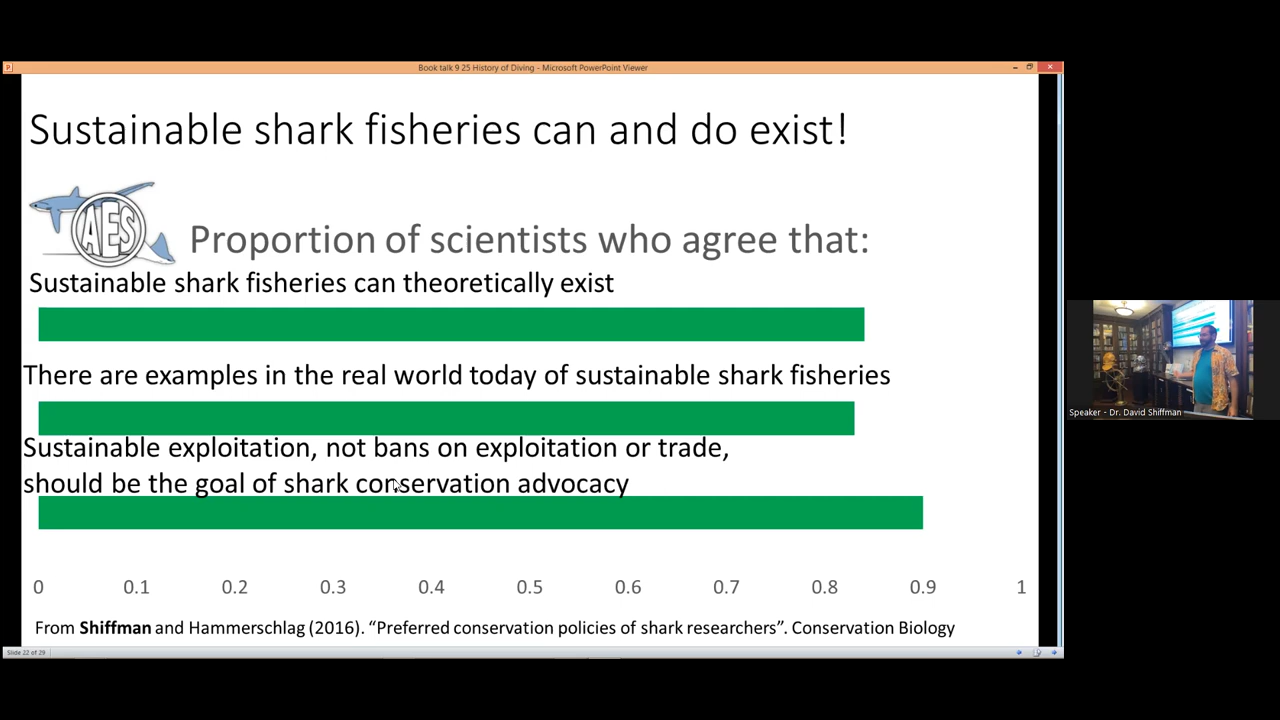 Book talk 9 25 History of Diving - Microsoft PowerPoint Viewer
Sustainable shark fisheries can and do exist!
AES
Proportion of scientists who agree that:
Sustainable shark fisheries can theoretically exist
There are examples in the real world today of sustainable shark fisheries
Sustainable exploitation, not bans on exploitation or trade,
should be the goal of shark conservation advocacy
0 0.1 0.2 0.3 0.4 0.5 0.6 0.7 0.8 0.9 1
From Shiffman and Hammerschlag (2016). “Preferred conservation policies of shark researchers”. Conservation Biology
Slide 22 of 29
Speaker - Dr. David Shiffman